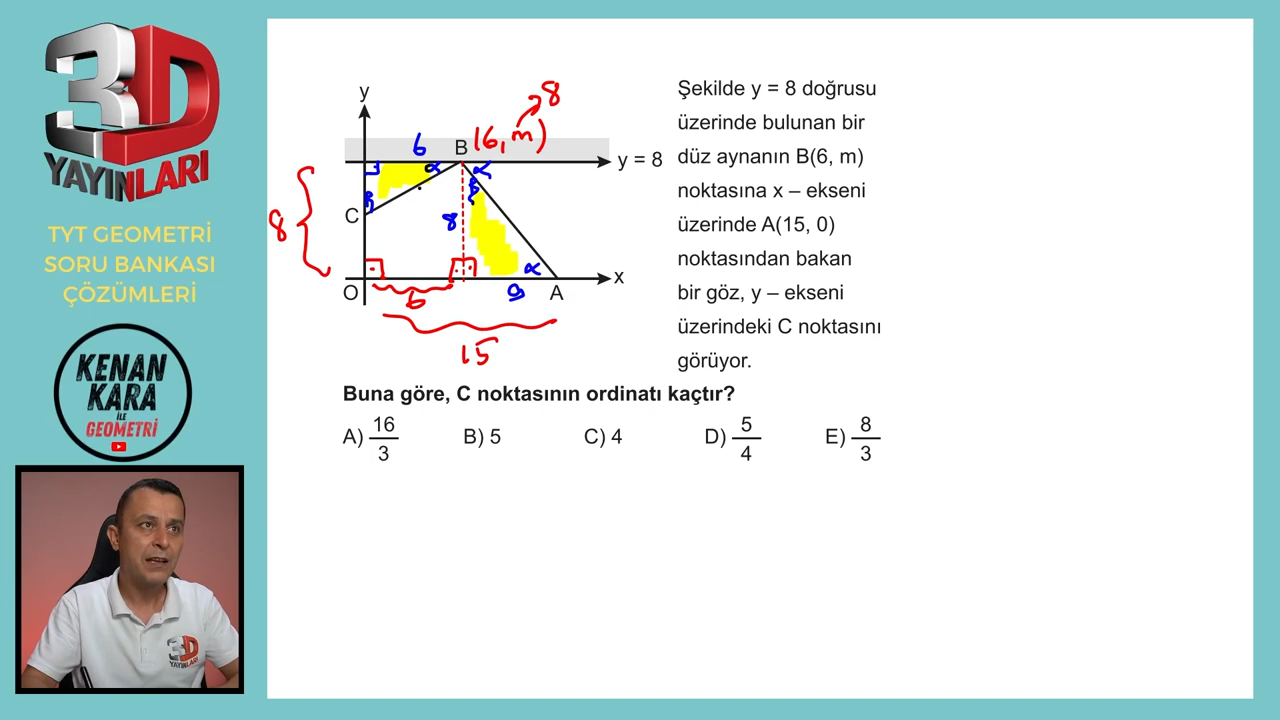 3D
YAYINLARI
TYT GEOMETRİ
SORU BANKASI
ÇÖZÜMLERİ
KENAN
KARA
İLE
GEOMETRİ
3D
YAYINLARI
y
8
6
B
(6, m)
α
α
y = 8
β
β
C
8
8
α
x
O
6
9
A
15
Şekilde y = 8 doğrusu
üzerinde bulunan bir
düz aynanın B(6, m)
noktasına x – ekseni
üzerinde A(15, 0)
noktasından bakan
bir göz, y – ekseni
üzerindeki C noktasını
görüyor.
Buna göre, C noktasının ordinatı kaçtır?
A) 16/3 B) 5 C) 4 D) 5/4 E) 8/3